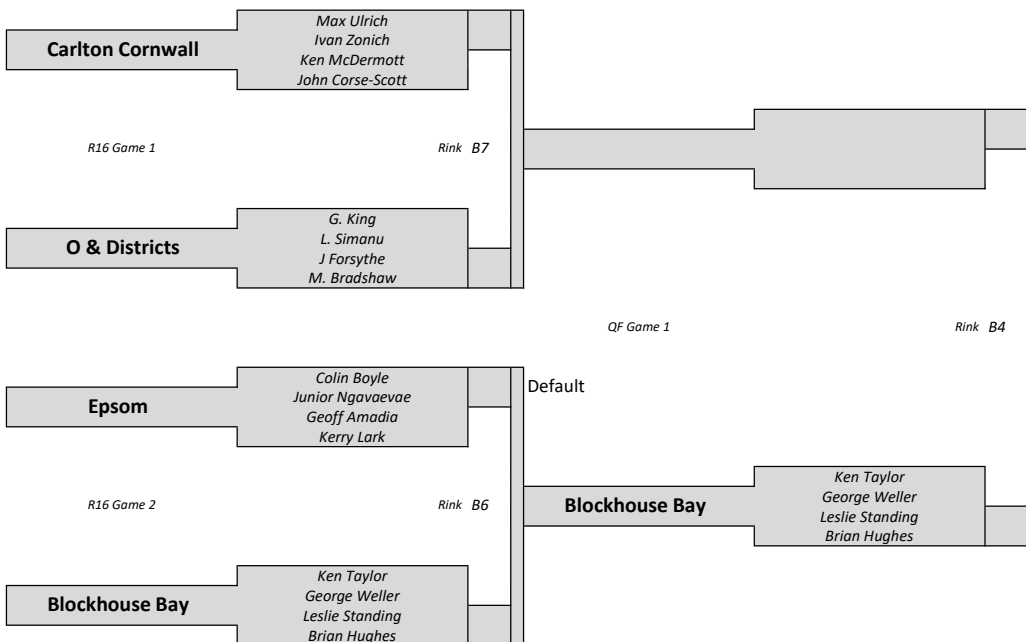 Max Ulrich
Ivan Zonich
Carlton Cornwall
Ken McDermott
John Corse-Scott
R16 Game 1
Rink B7
G. King
L. Simanu
O & Districts
J Forsythe
M. Bradshaw
QF Game 1
Rink B4
Colin Boyle
Default
Junior Ngavaevae
Epsom
Geoff Amadia
Kerry Lark
Ken Taylor
George Weller
R16 Game 2
Rink B6
Blockhouse Bay
Leslie Standing
Brian Hughes
Ken Taylor
George Weller
Blockhouse Bay
Leslie Standing
Brian Hughes